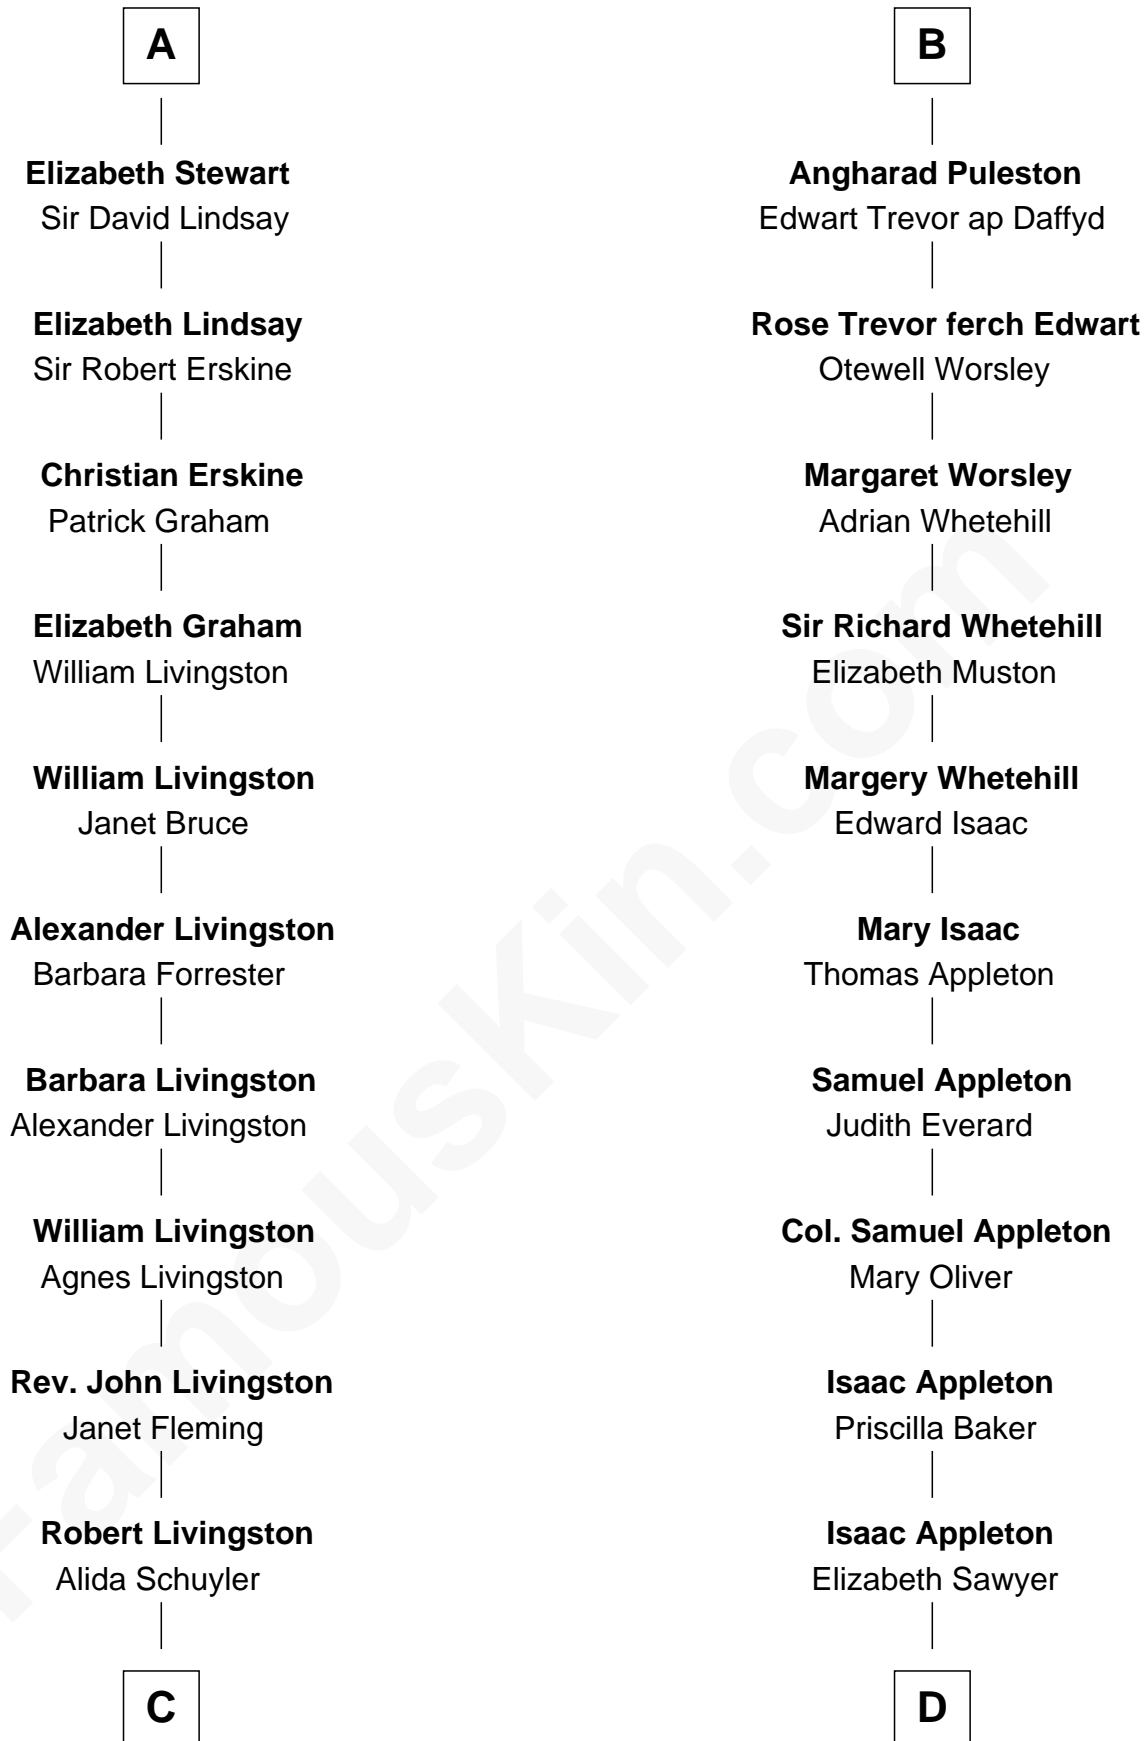 A
Elizabeth Stewart
Sir David Lindsay
Elizabeth Lindsay
Sir Robert Erskine
Christian Erskine
Patrick Graham
Elizabeth Graham
William Livingston
William Livingston
Janet Bruce
Alexander Livingston
Barbara Forrester
Barbara Livingston
Alexander Livingston
William Livingston
Agnes Livingston
Rev. John Livingston
Janet Fleming
Robert Livingston
Alida Schuyler
C
B
Angharad Puleston
Edwart Trevor ap Daffyd
Rose Trevor ferch Edwart
Otewell Worsley
Margaret Worsley
Adrian Whetehill
Sir Richard Whetehill
Elizabeth Muston
Margery Whetehill
Edward Isaac
Mary Isaac
Thomas Appleton
Samuel Appleton
Judith Everard
Col. Samuel Appleton
Mary Oliver
Isaac Appleton
Priscilla Baker
Isaac Appleton
Elizabeth Sawyer
D
FamousKin.com